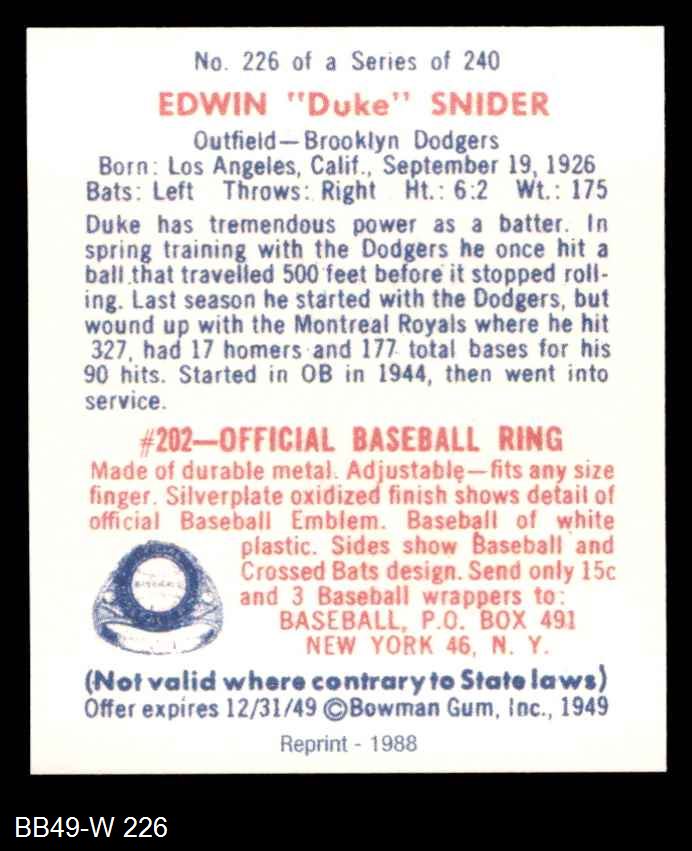 No. 226 of a Series of 240
EDWIN "Duke" SNIDER
Outfield—Brooklyn Dodgers
Born: Los Angeles, Calif., September 19, 1926
Bats: Left Throws: Right Ht.: 6:2 Wt.: 175
Duke has tremendous power as a batter. In
spring training with the Dodgers he once hit a
ball that travelled 500 feet before it stopped roll-
ing. Last season he started with the Dodgers, but
wound up with the Montreal Royals where he hit
327, had 17 homers and 177 total bases for his
90 hits. Started in OB in 1944, then went into
service.
#202—OFFICIAL BASEBALL RING
Made of durable metal. Adjustable—fits any size
finger. Silverplate oxidized finish shows detail of
official Baseball Emblem. Baseball of white
plastic. Sides show Baseball and
Crossed Bats design. Send only 15c
and 3 Baseball wrappers to:
BASEBALL, P.O. BOX 491
NEW YORK 46, N. Y.
BASEBALL
(Not valid where contrary to State laws)
Offer expires 12/31/49 ©Bowman Gum, Inc., 1949
Reprint - 1988
BB49-W 226